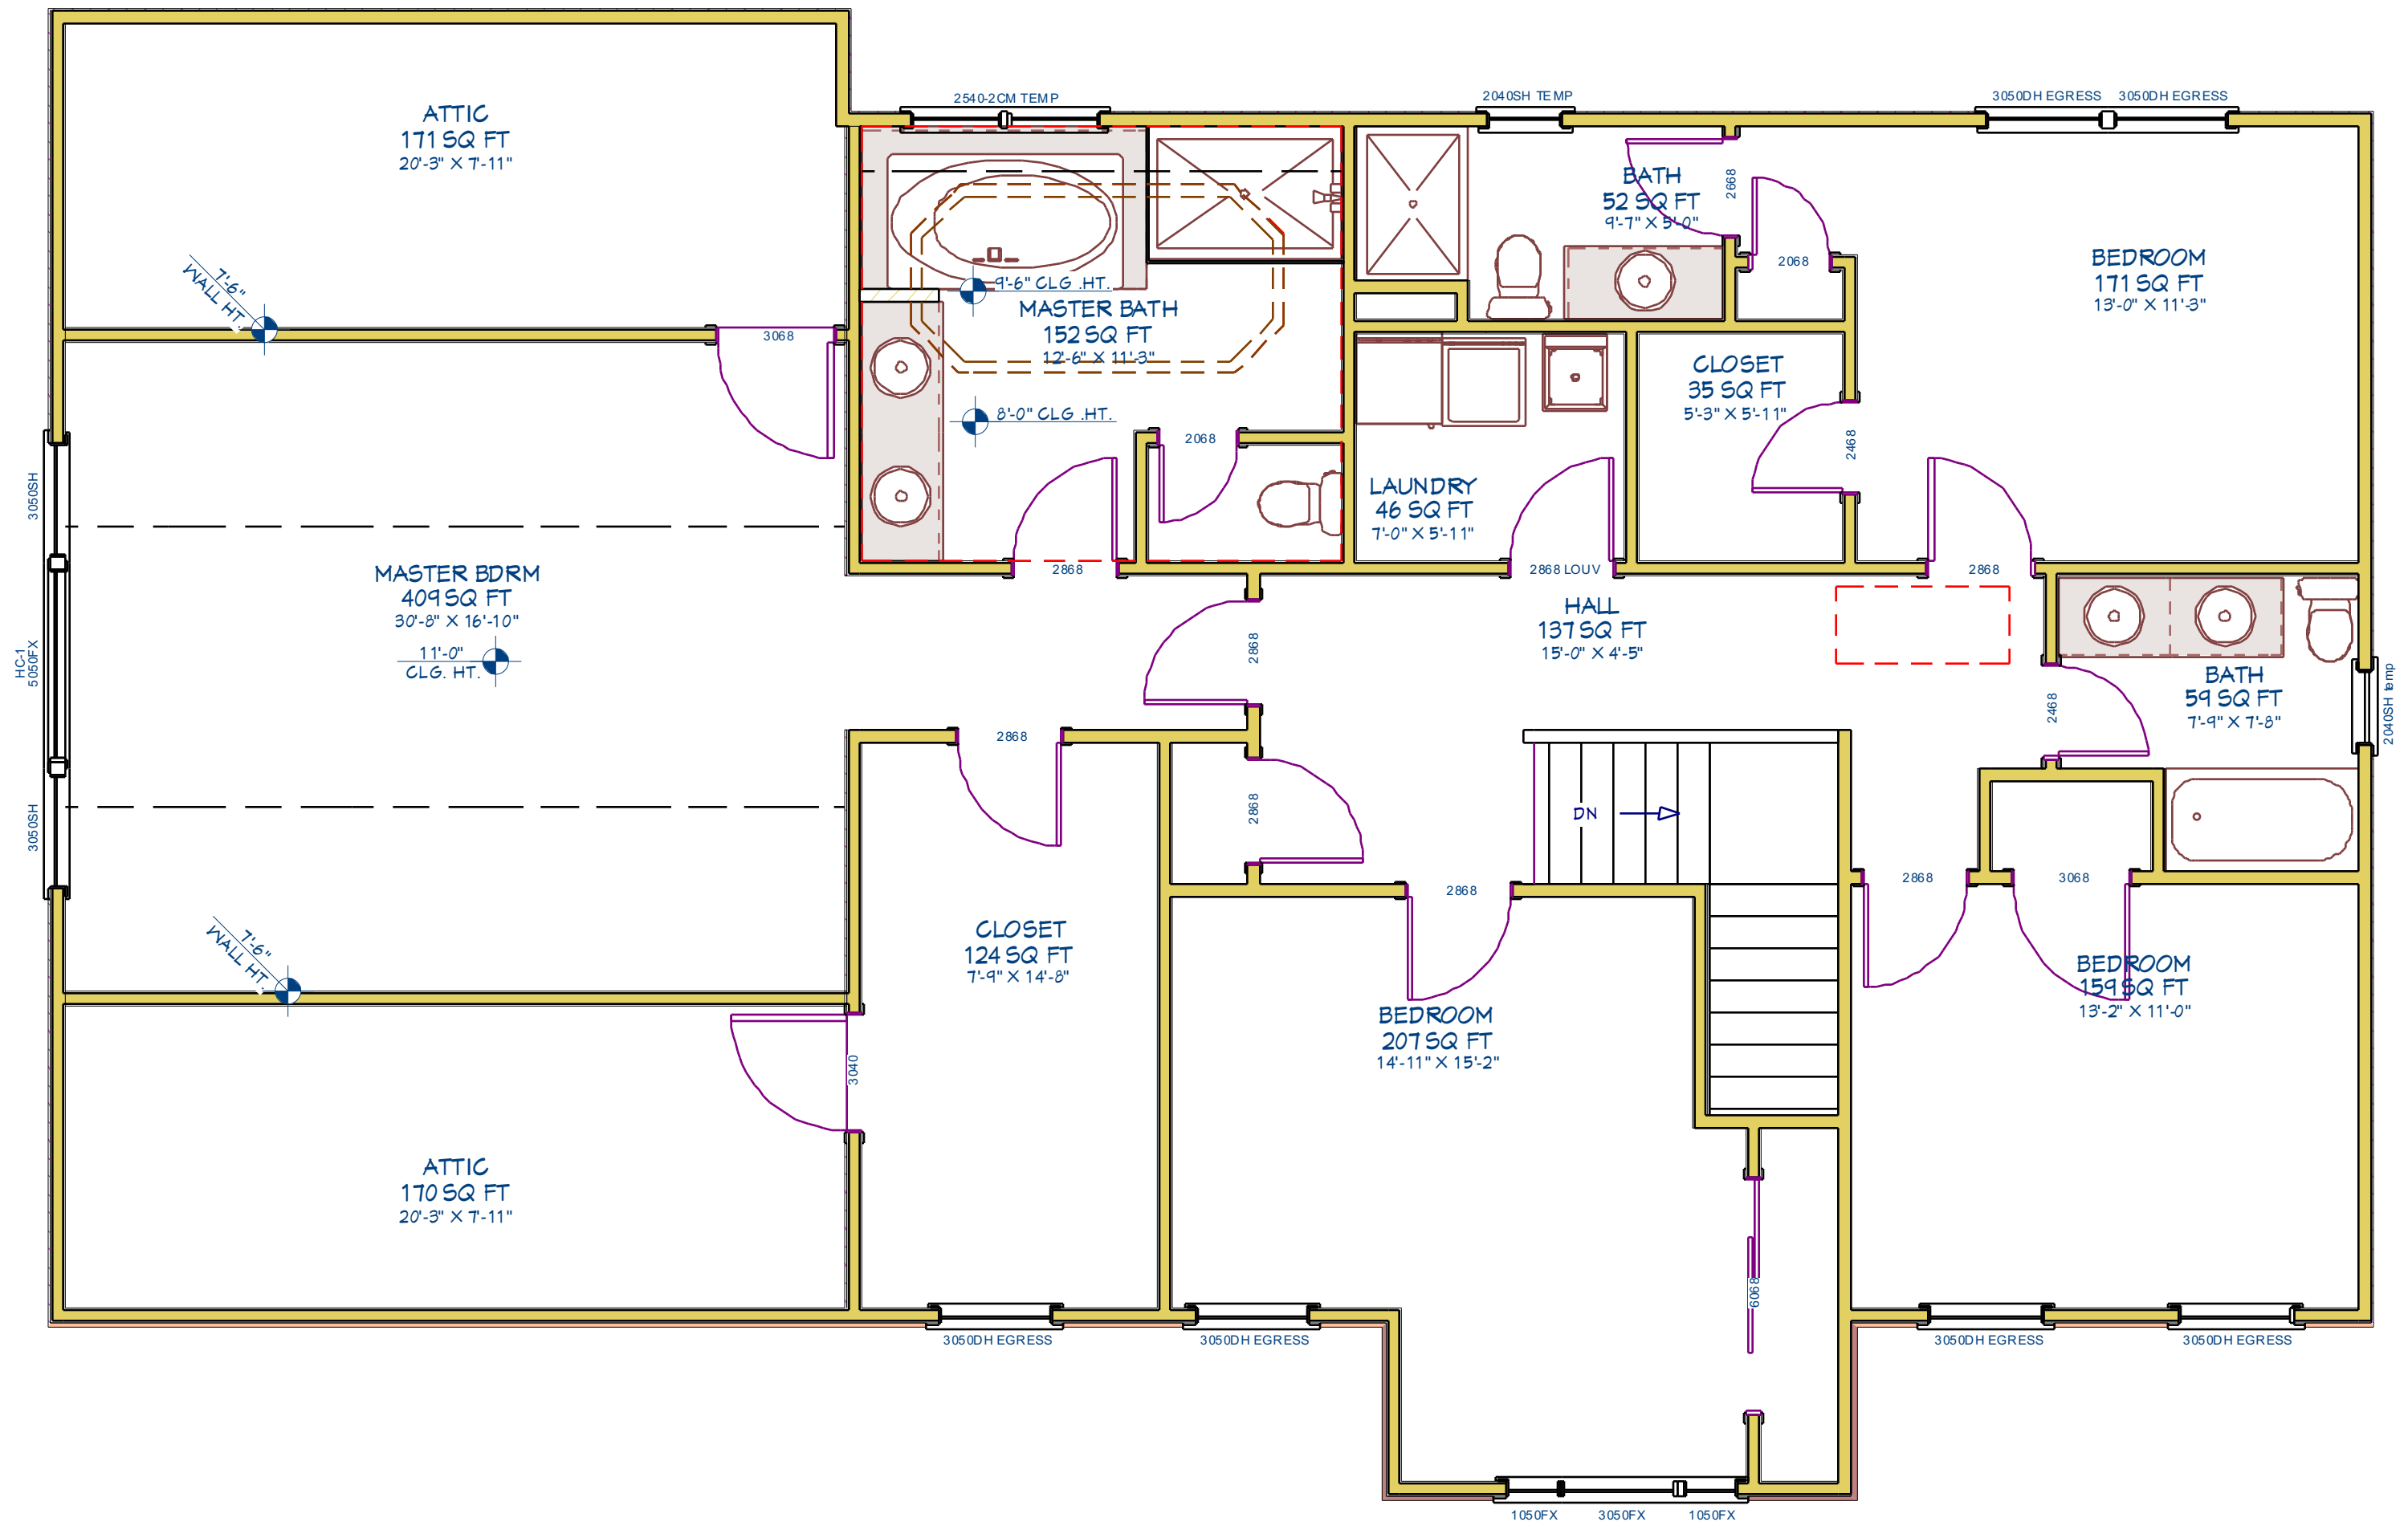 2540-2CM TEMP
2040SH TEMP
3050DH EGRESS
3050DH EGRESS
ATTIC
171 SQ FT
20'-3" X 7'-11"
BATH
52 SQ FT
9'-7" X 5'-0"
2668
2068
BEDROOM
171 SQ FT
13'-0" X 11'-3"
7'-6"
WALL HT.
9'-6" CLG .HT.
MASTER BATH
152 SQ FT
12'-6" X 11'-3"
3068
8'-0" CLG .HT.
2068
CLOSET
35 SQ FT
5'-3" X 5'-11"
2468
3050SH
LAUNDRY
46 SQ FT
7'-0" X 5'-11"
2868
2868 LOUV
2868
MASTER BDRM
409 SQ FT
30'-8" X 16'-10"
11'-0"
CLG. HT.
HC-1
5050FX
2868
HALL
137 SQ FT
15'-0" X 4'-5"
2468
BATH
59 SQ FT
7'-9" X 7'-8"
2040SH temp
2868
3050SH
2868
DN
2868
2868
3068
7'-6"
WALL HT.
CLOSET
124 SQ FT
7'-9" X 14'-8"
BEDROOM
159 SQ FT
13'-2" X 11'-0"
BEDROOM
207 SQ FT
14'-11" X 15'-2"
3040
ATTIC
170 SQ FT
20'-3" X 7'-11"
6068
3050DH EGRESS
3050DH EGRESS
3050DH EGRESS
3050DH EGRESS
1050FX
3050FX
1050FX